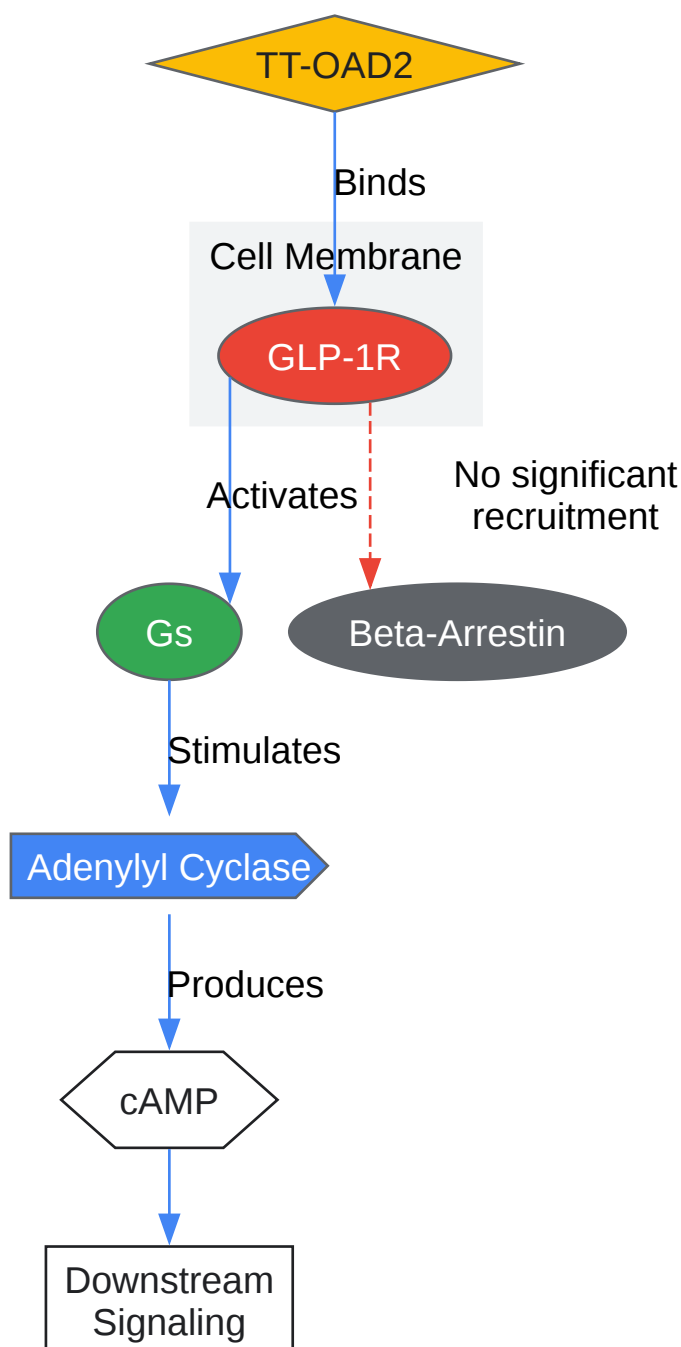 TT-OAD2
Binds
Cell Membrane
GLP-1R
Activates
No significant
recruitment
Gs
Beta-Arrestin
Stimulates
Adenylyl Cyclase
Produces
cAMP
Downstream
Signaling